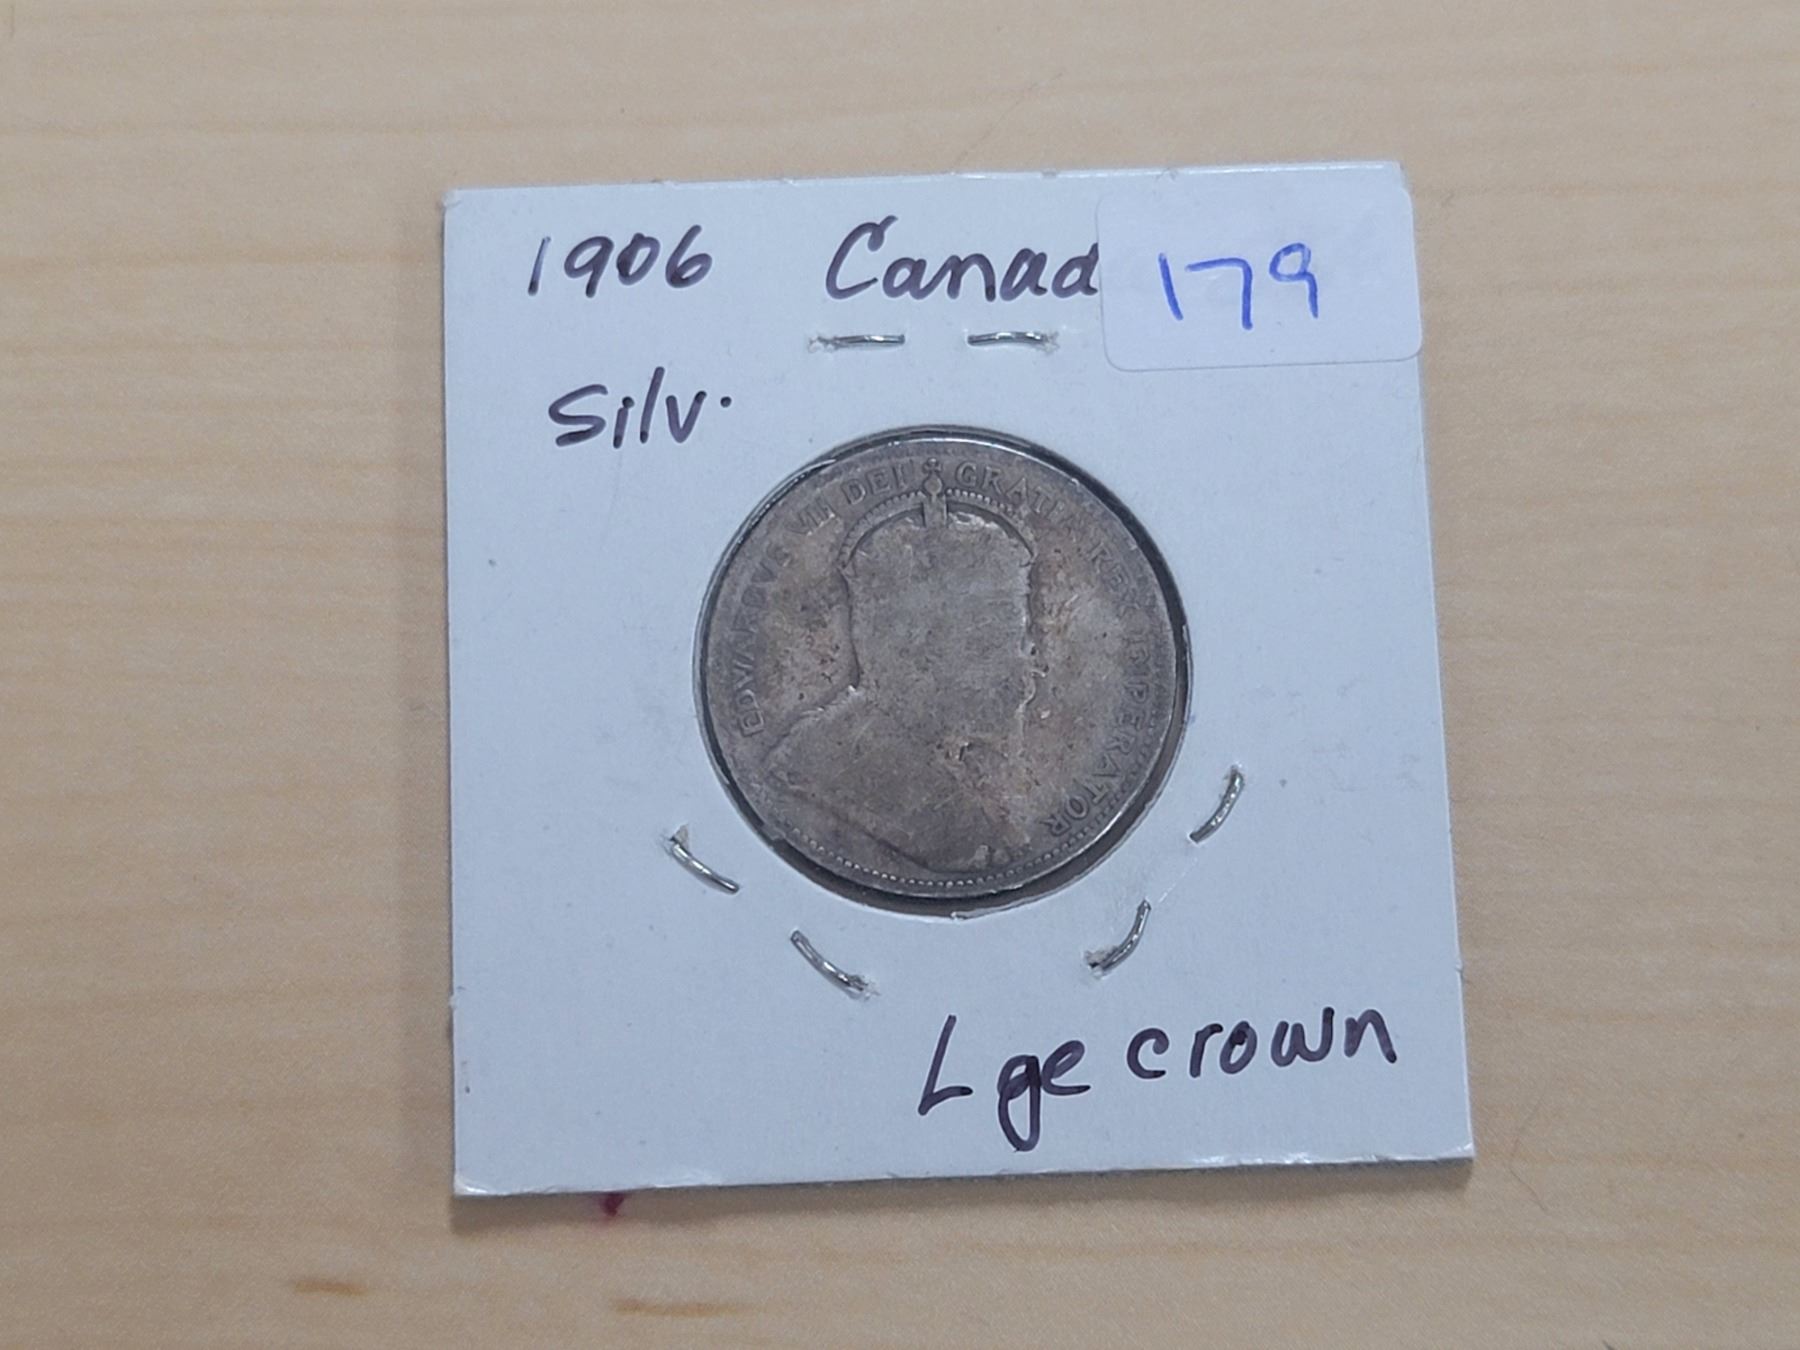 1906 Canad
179
Silv.
EDWARDVS VII DEI GRATIA REX IMPERATOR
Lge crown